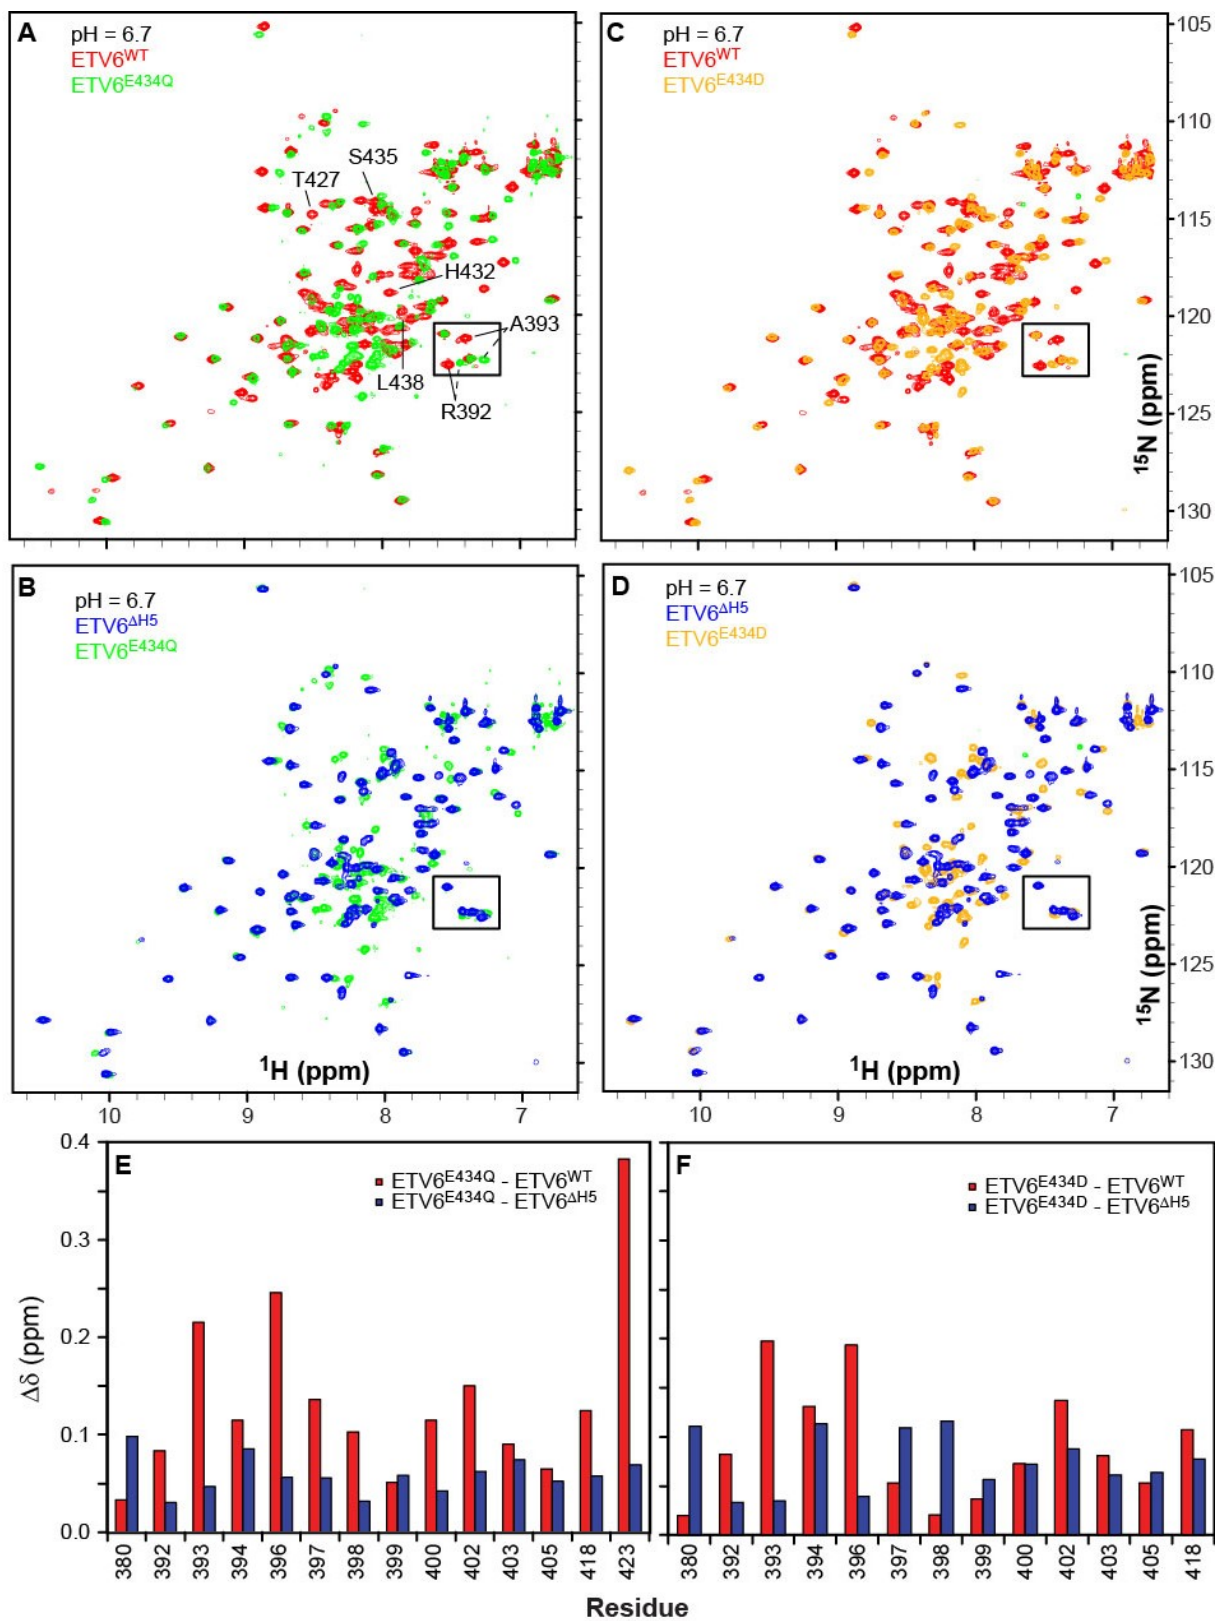 A
pH = 6.7
ETV6WT
ETV6E434Q
S435
T427
H432
A393
L438
R392
C
pH = 6.7
ETV6WT
ETV6E434D
105
110
115
120
125
130
15N (ppm)
B
pH = 6.7
ETV6ΔH5
ETV6E434Q
1H (ppm)
10
9
8
7
D
pH = 6.7
ETV6ΔH5
ETV6E434D
105
110
115
120
125
130
15N (ppm)
1H (ppm)
10
9
8
7
E
ETV6E434Q - ETV6WT
ETV6E434Q - ETV6ΔH5
0.4
0.3
0.2
0.1
0.0
Δδ (ppm)
380 392 393 394 396 397 398 399 400 402 403 405 418 423
F
ETV6E434D - ETV6WT
ETV6E434D - ETV6ΔH5
380 392 393 394 396 397 398 399 400 402 403 405 418
Residue